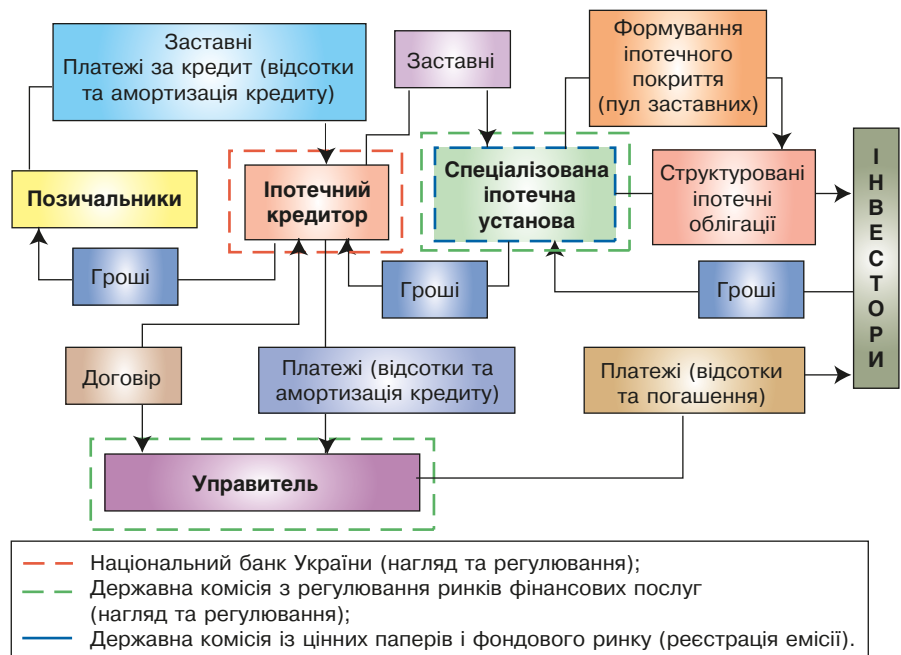 Заставні
Платежі за кредит (відсотки
та амортизація кредиту)
Заставні
Формування
іпотечного
покриття
(пул заставних)
Позичальники
Іпотечний
кредитор
Спеціалізована
іпотечна
установа
Структуровані
іпотечні
облігації
ІНВЕСТОРИ
Гроші
Гроші
Гроші
Договір
Платежі (відсотки та
амортизація кредиту)
Платежі (відсотки
та погашення)
Управитель
Національний банк України (нагляд та регулювання);
Державна комісія з регулювання ринків фінансових послуг
(нагляд та регулювання);
Державна комісія із цінних паперів і фондового ринку (реєстрація емісії).